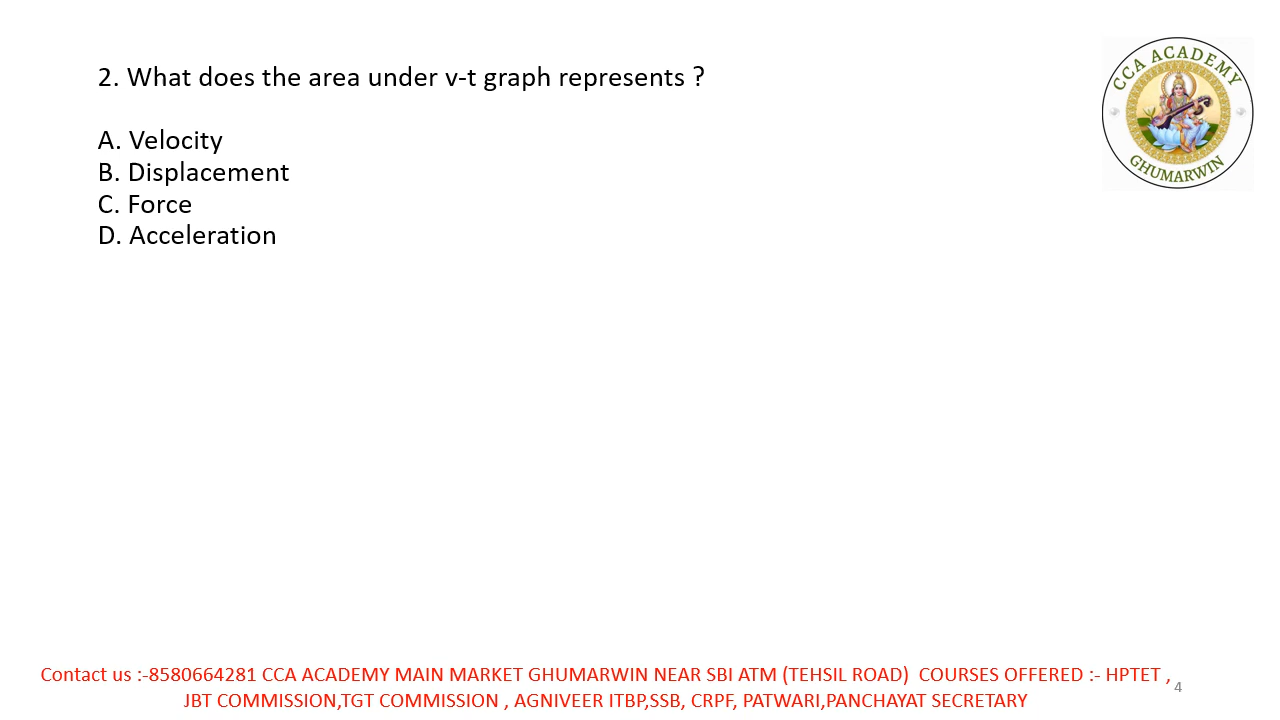 2. What does the area under v-t graph represents ?
A. Velocity
B. Displacement
C. Force
D. Acceleration
CCA ACADEMY
GHUMARWIN
Contact us :-8580664281 CCA ACADEMY MAIN MARKET GHUMARWIN NEAR SBI ATM (TEHSIL ROAD) COURSES OFFERED :- HPTET ,
JBT COMMISSION,TGT COMMISSION , AGNIVEER ITBP,SSB, CRPF, PATWARI,PANCHAYAT SECRETARY
4